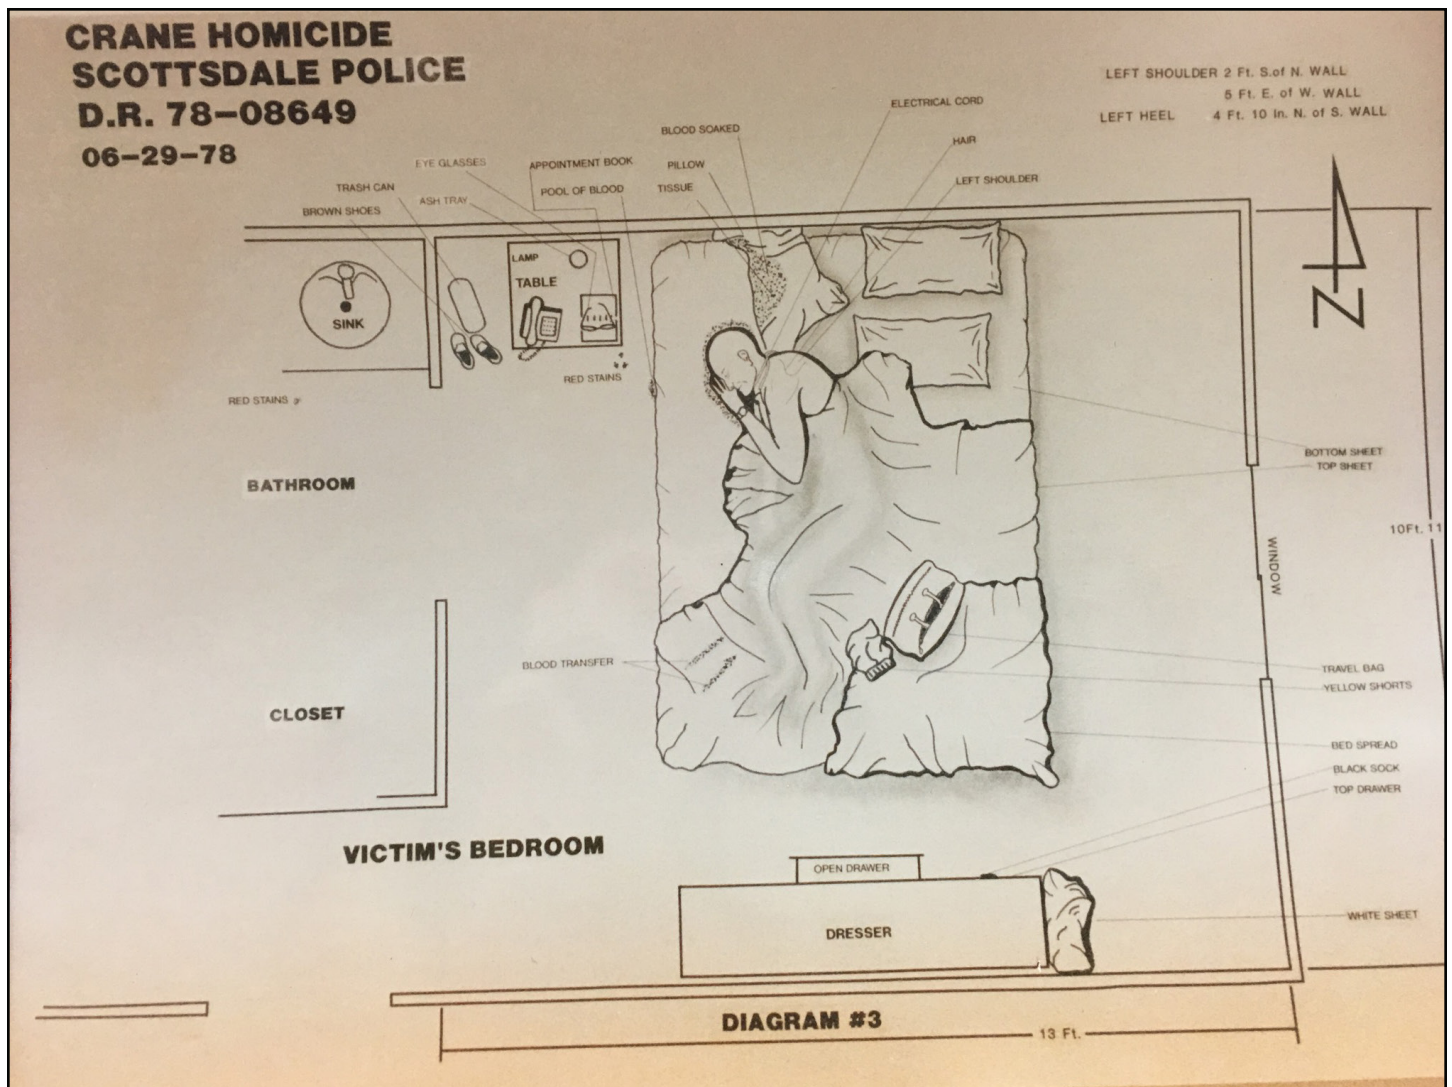 CRANE HOMICIDE
SCOTTSDALE POLICE
D.R. 78-08649
06-29-78
LEFT SHOULDER 2 Ft. S.of N. WALL
5 Ft. E. of W. WALL
LEFT HEEL 4 Ft. 10 In. N. of S. WALL
ELECTRICAL CORD
BLOOD SOAKED
HAIR
EYE GLASSES
APPOINTMENT BOOK
PILLOW
TRASH CAN
POOL OF BLOOD
TISSUE
LEFT SHOULDER
BROWN SHOES
ASH TRAY
N
LAMP
TABLE
SINK
RED STAINS
RED STAINS
BOTTOM SHEET
TOP SHEET
BATHROOM
10Ft. 11
WINDOW
BLOOD TRANSFER
TRAVEL BAG
YELLOW SHORTS
CLOSET
BED SPREAD
BLACK SOCK
TOP DRAWER
VICTIM'S BEDROOM
OPEN DRAWER
WHITE SHEET
DRESSER
DIAGRAM #3
13 Ft.